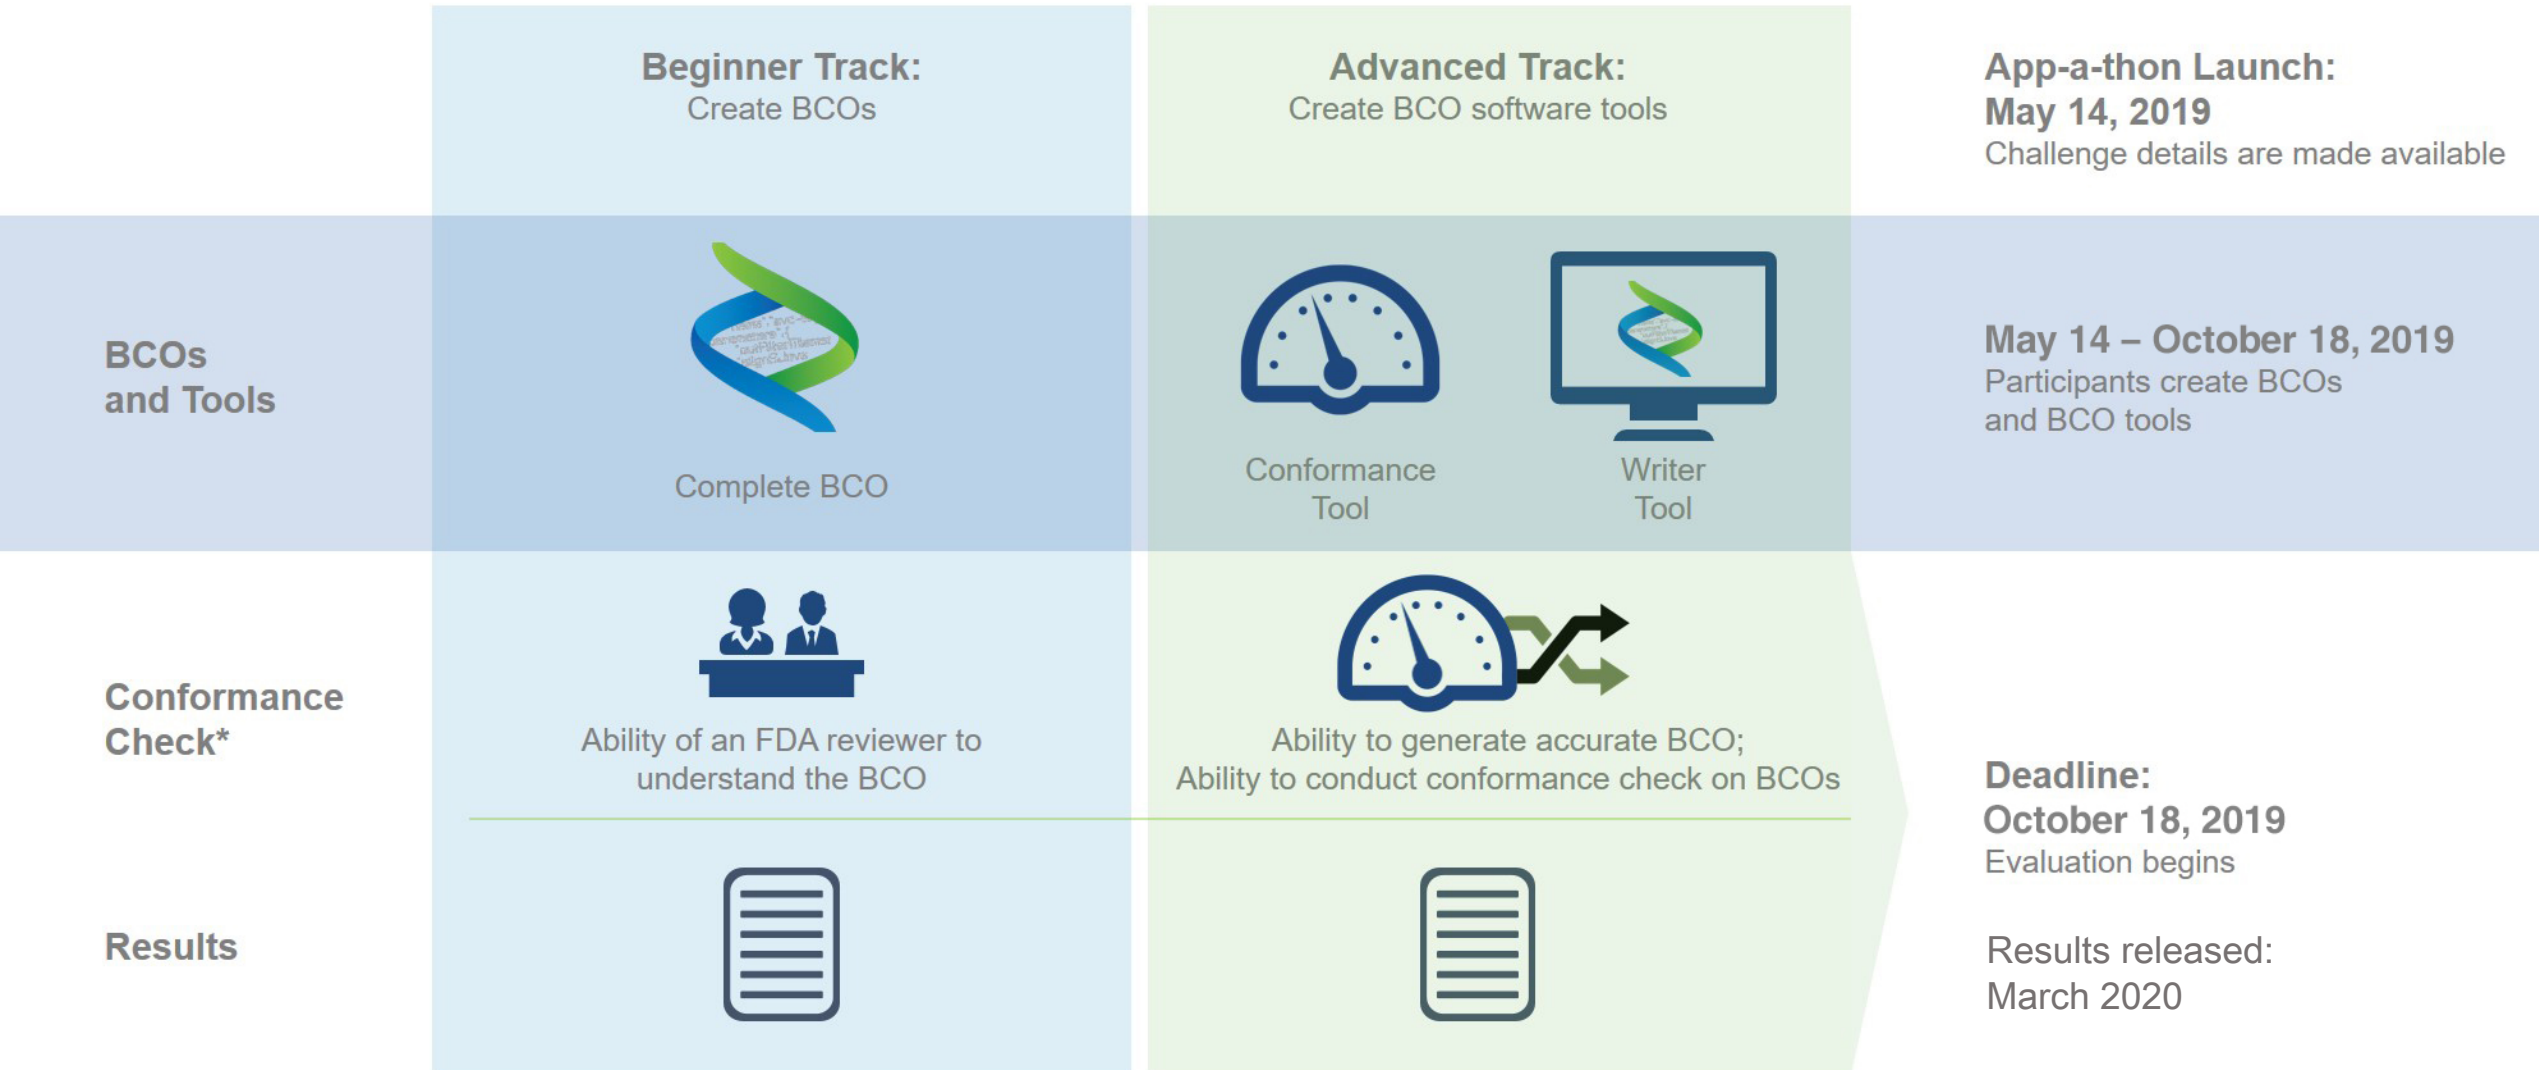 Beginner Track:
Create BCOs
Advanced Track:
Create BCO software tools
App-a-thon Launch:
May 14, 2019
Challenge details are made available
BCOs
and Tools
Complete BCO
Conformance
Tool
Writer
Tool
May 14 – October 18, 2019
Participants create BCOs
and BCO tools
Conformance
Check*
Ability of an FDA reviewer to
understand the BCO
Ability to generate accurate BCO;
Ability to conduct conformance check on BCOs
Deadline:
October 18, 2019
Evaluation begins
Results
Results released:
March 2020